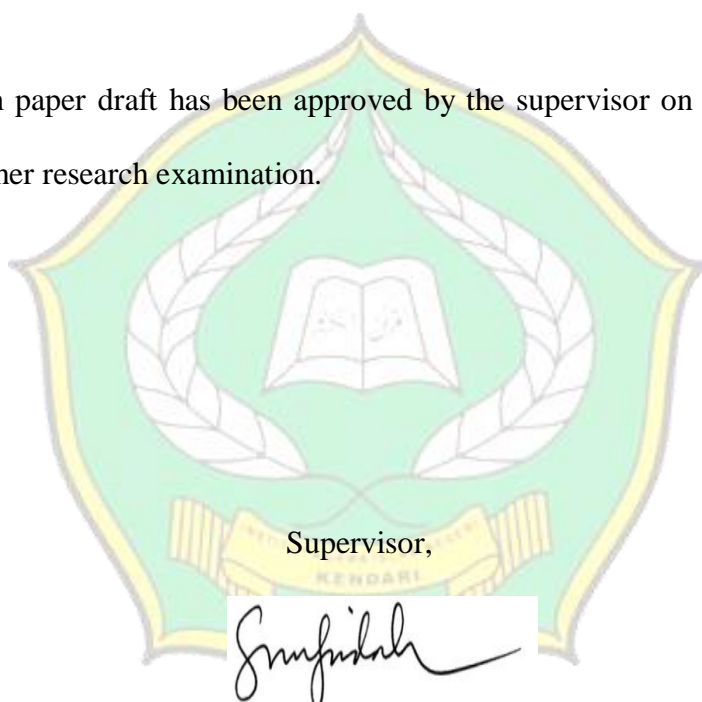 paper draft has been approved by the supervisor on
her research examination.
Supervisor,
KENDARI